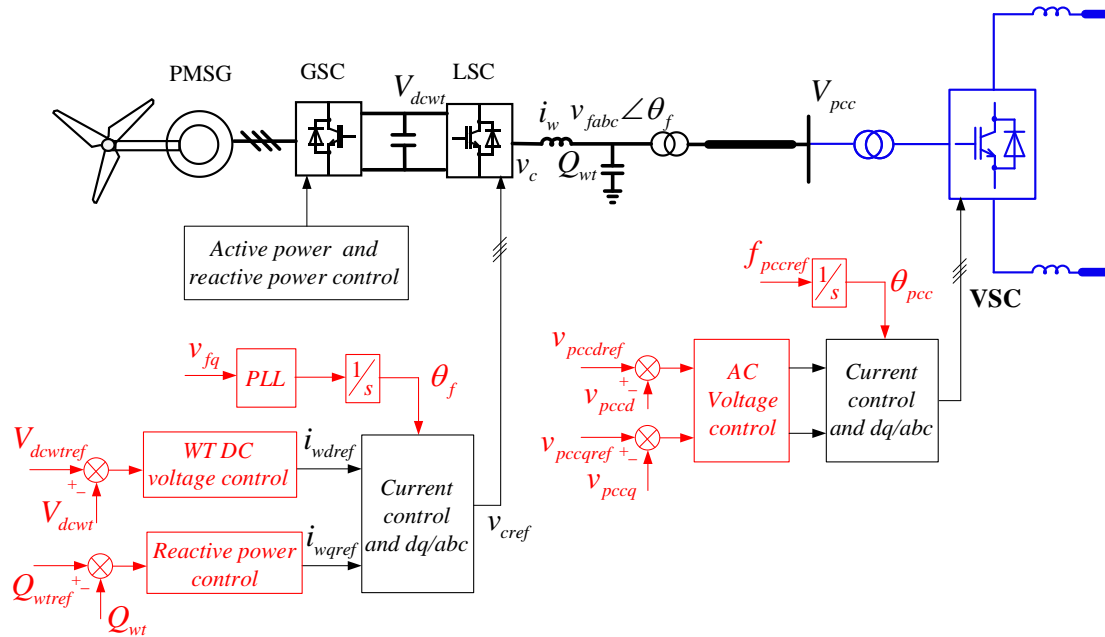 PMSG
GSC
LSC
V_dcwt
i_w
v_fabc∠θ_f
V_pcc
v_c
Q_wt
Active power and
reactive power control
f_pccref
1/s
θ_pcc
VSC
v_fq
PLL
1/s
θ_f
v_pccdref
+
−
v_pccd
v_pccqref
+
−
v_pccq
AC
Voltage
control
Current
control
and dq/abc
V_dcwtref
+
−
V_dcwt
WT DC
voltage control
i_wdref
Current
control
and dq/abc
v_cref
Q_wtref
+
−
Q_wt
Reactive power
control
i_wqref